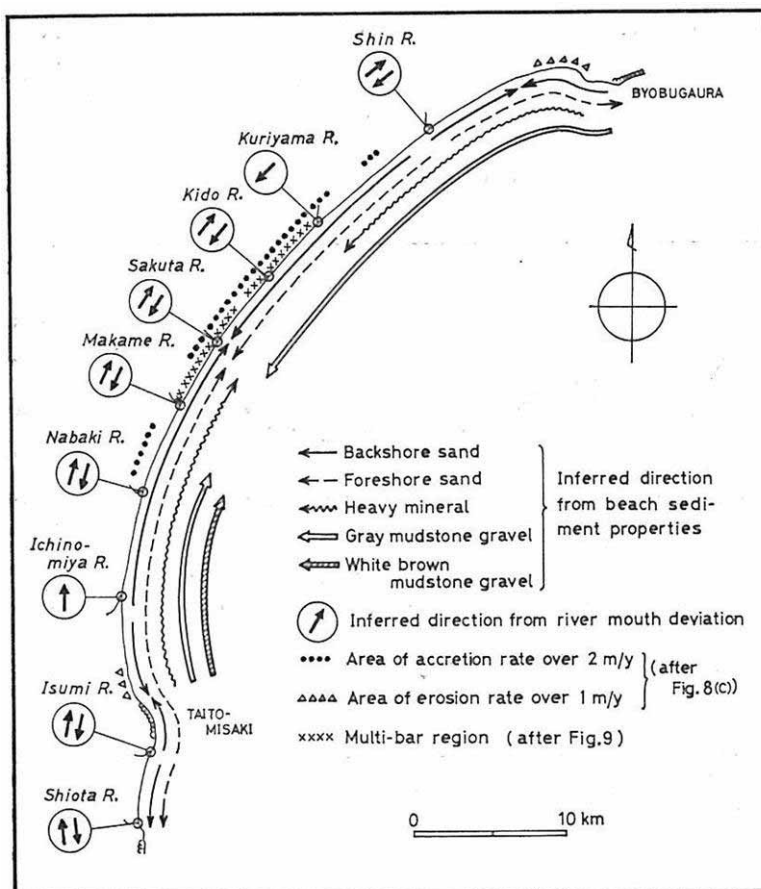 Shin R.
BYOBUGAURA
Kuriyama R.
Kido R.
Sakuta R.
Makame R.
Nabaki R.
Ichino-
miya R.
Isumi R.
TAITO-
MISAKI
Shiota R.
Backshore sand
Foreshore sand
Heavy mineral
Gray mudstone gravel
White brown
mudstone gravel
Inferred direction
from beach sedi-
ment properties
Inferred direction from river mouth deviation
Area of accretion rate over 2 m/y
Area of erosion rate over 1 m/y
(after
Fig. 8(C))
Multi-bar region (after Fig.9)
0 10 km